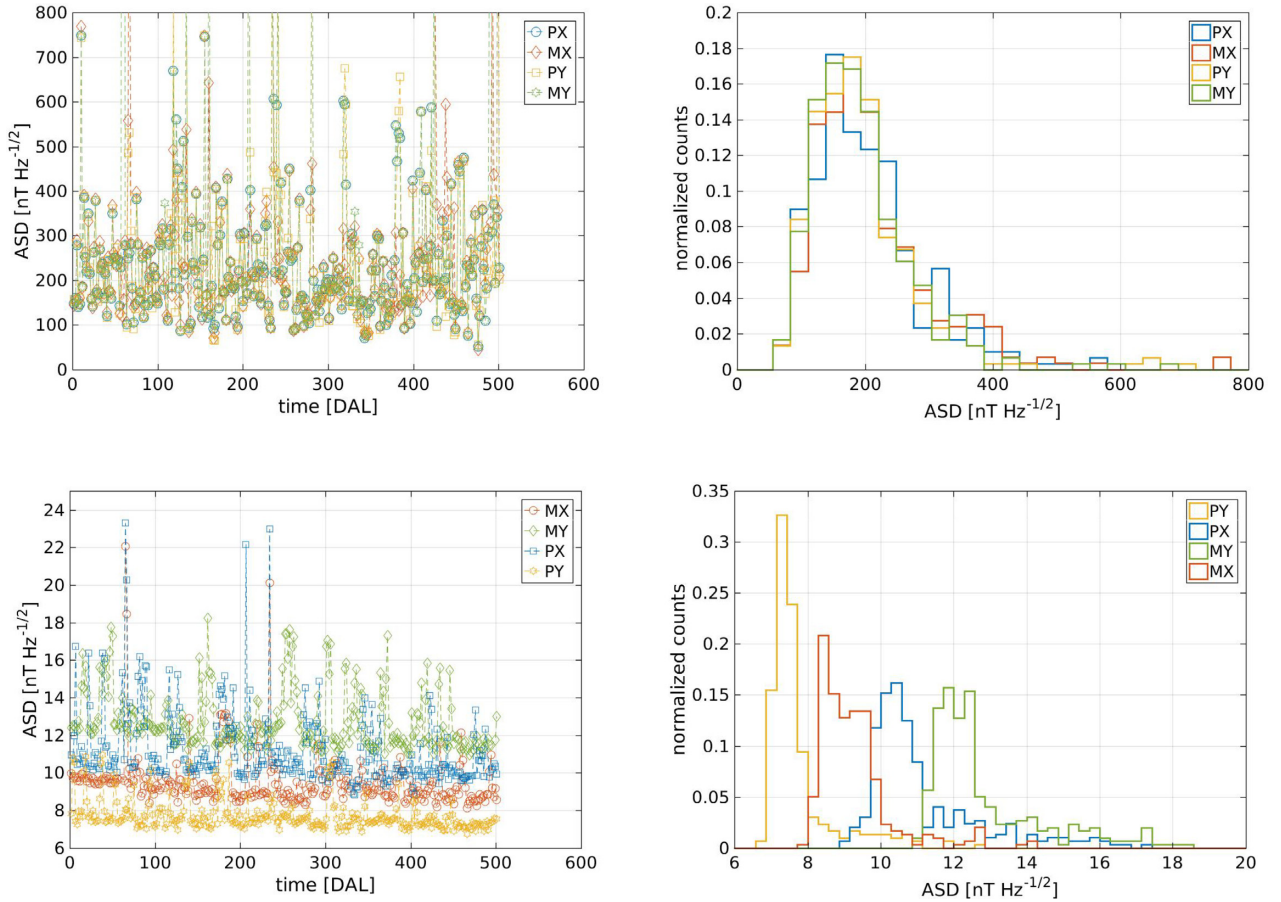 800
700
600
500
400
300
200
100
0
ASD [nT Hz-1/2]
0 100 200 300 400 500 600
time [DAL]
PX
MX
PY
MY
0.2
0.18
0.16
0.14
0.12
0.1
0.08
0.06
0.04
0.02
0
normalized counts
0 200 400 600 800
ASD [nT Hz-1/2]
PX
MX
PY
MY
24
22
20
18
16
14
12
10
8
6
ASD [nT Hz-1/2]
0 100 200 300 400 500 600
time [DAL]
MX
MY
PX
PY
0.35
0.3
0.25
0.2
0.15
0.1
0.05
0
normalized counts
6 8 10 12 14 16 18 20
ASD [nT Hz-1/2]
PY
PX
MY
MX